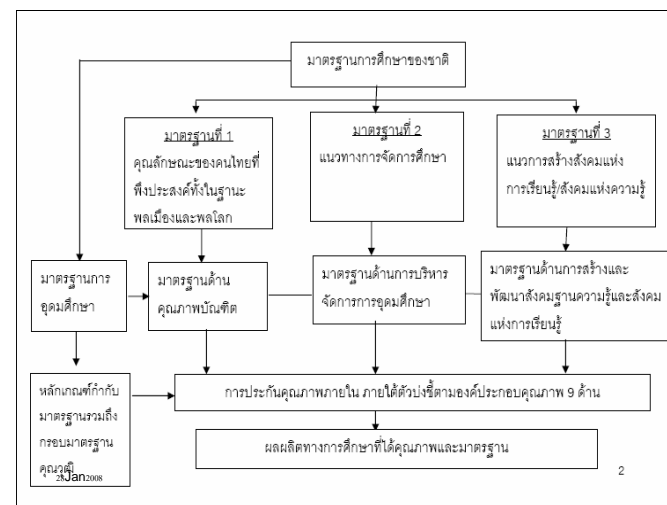 มาตรฐานการศึกษาของชาติ
มาตรฐานที่ 1
คุณลักษณะของคนไทยที่
พึงประสงค์ทั้งในฐานะ
พลเมืองและพลโลก
มาตรฐานที่ 2
แนวทางการจัดการศึกษา
มาตรฐานที่ 3
แนวการสร้างสังคมแห่ง
การเรียนรู้/สังคมแห่งความรู้
มาตรฐานการ
อุดมศึกษา
มาตรฐานด้าน
คุณภาพบัณฑิต
มาตรฐานด้านการบริหาร
จัดการการอุดมศึกษา
มาตรฐานด้านการสร้างและ
พัฒนาสังคมฐานความรู้และสังคม
แห่งการเรียนรู้
หลักเกณฑ์กำกับ
มาตรฐานรวมถึง
กรอบมาตรฐาน
คุณวุฒิ
การประกันคุณภาพภายใน ภายใต้ตัวบ่งชี้ตามองค์ประกอบคุณภาพ 9 ด้าน
ผลผลิตทางการศึกษาที่ได้คุณภาพและมาตรฐาน
Jan2008
2